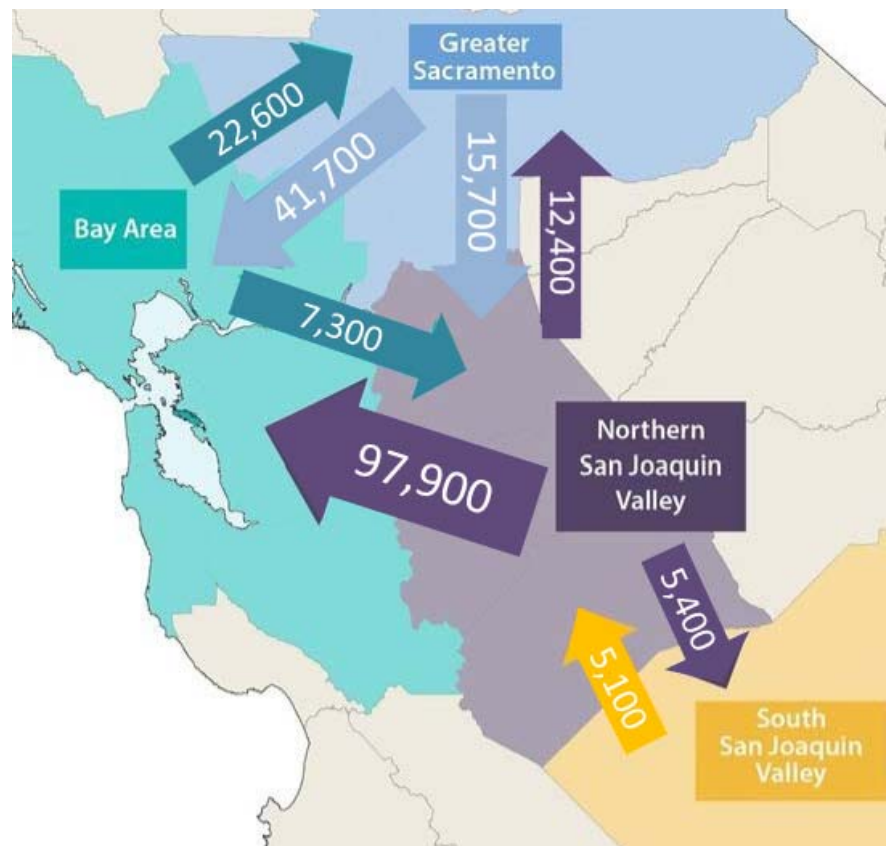 Greater
Sacramento
22,600
41,700
15,700
12,400
Bay Area
7,300
97,900
Northern
San Joaquin
Valley
5,400
5,100
South
San Joaquin
Valley